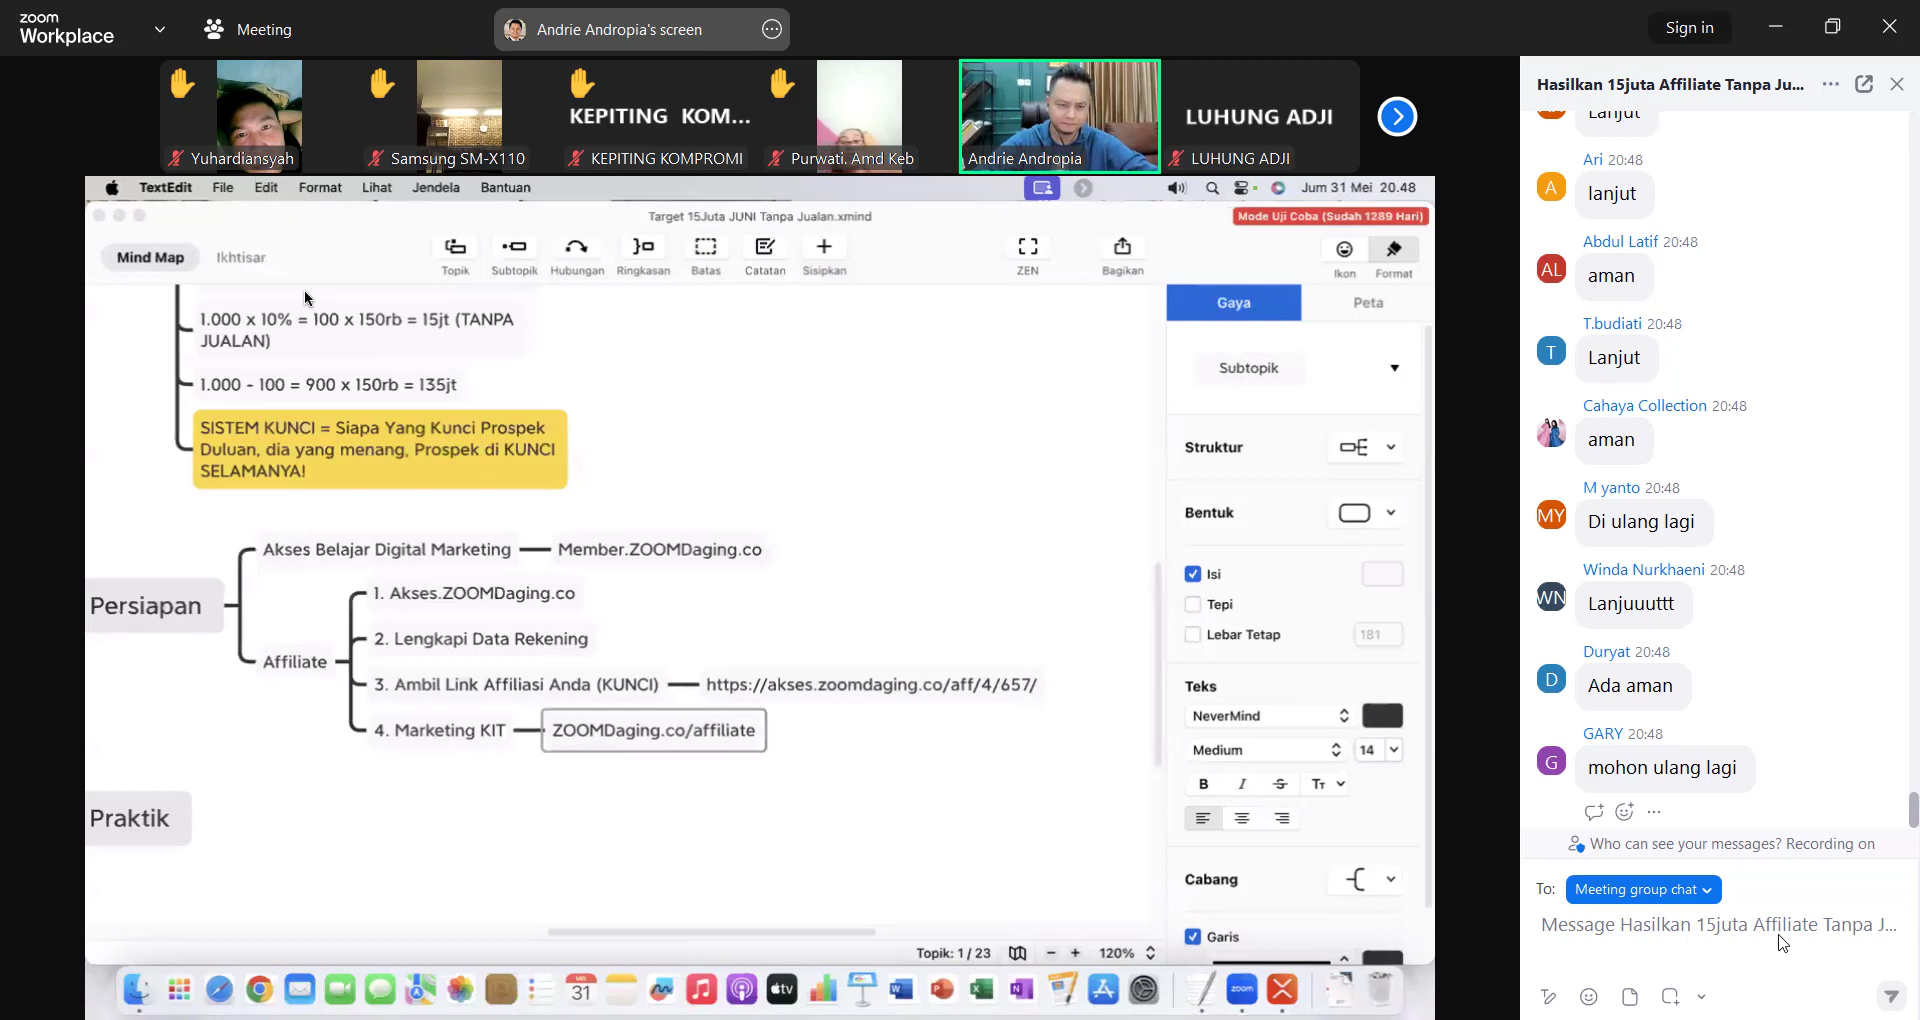 zoom
Workplace
Meeting
Andrie Andropia's screen
Sign in
Yuhardiansyah
Samsung SM-X110
KEPITING KOM...
KEPITING KOMPROMI
Purwati. Amd Keb
Andrie Andropia
LUHUNG ADJI
LUHUNG ADJI
TextEdit File Edit Format Lihat Jendela Bantuan
Jum 31 Mei 20.48
Target 15Juta JUNI Tanpa Jualan.xmind
Mode Uji Coba (Sudah 1289 Hari)
Mind Map
Ikhtisar
Topik
Subtopik
Hubungan
Ringkasan
Batas
Catatan
Sisipkan
ZEN
Bagikan
Ikon
Format
1.000 x 10% = 100 x 150rb = 15jt (TANPA
JUALAN)
1.000 - 100 = 900 x 150rb = 135jt
SISTEM KUNCI = Siapa Yang Kunci Prospek
Duluan, dia yang menang, Prospek di KUNCI
SELAMANYA!
Persiapan
Akses Belajar Digital Marketing
Member.ZOOMDaging.co
Affiliate
1. Akses.ZOOMDaging.co
2. Lengkapi Data Rekening
3. Ambil Link Affiliasi Anda (KUNCI)
https://akses.zoomdaging.co/aff/4/657/
4. Marketing KIT
ZOOMDaging.co/affiliate
Praktik
Topik: 1 / 23
120%
Gaya
Peta
Subtopik
Struktur
Bentuk
Isi
Tepi
Lebar Tetap
181
Teks
NeverMind
Medium
14
B I S Tт
Cabang
Garis
31
tv
zoom
Hasilkan 15juta Affiliate Tanpa Ju...
Lanjut
Ari 20:48
A
lanjut
Abdul Latif 20:48
AL
aman
T.budiati 20:48
T
Lanjut
Cahaya Collection 20:48
aman
M yanto 20:48
MY
Di ulang lagi
Winda Nurkhaeni 20:48
WN
Lanjuuuttt
Duryat 20:48
D
Ada aman
GARY 20:48
G
mohon ulang lagi
Who can see your messages? Recording on
To: Meeting group chat
Message Hasilkan 15juta Affiliate Tanpa J...